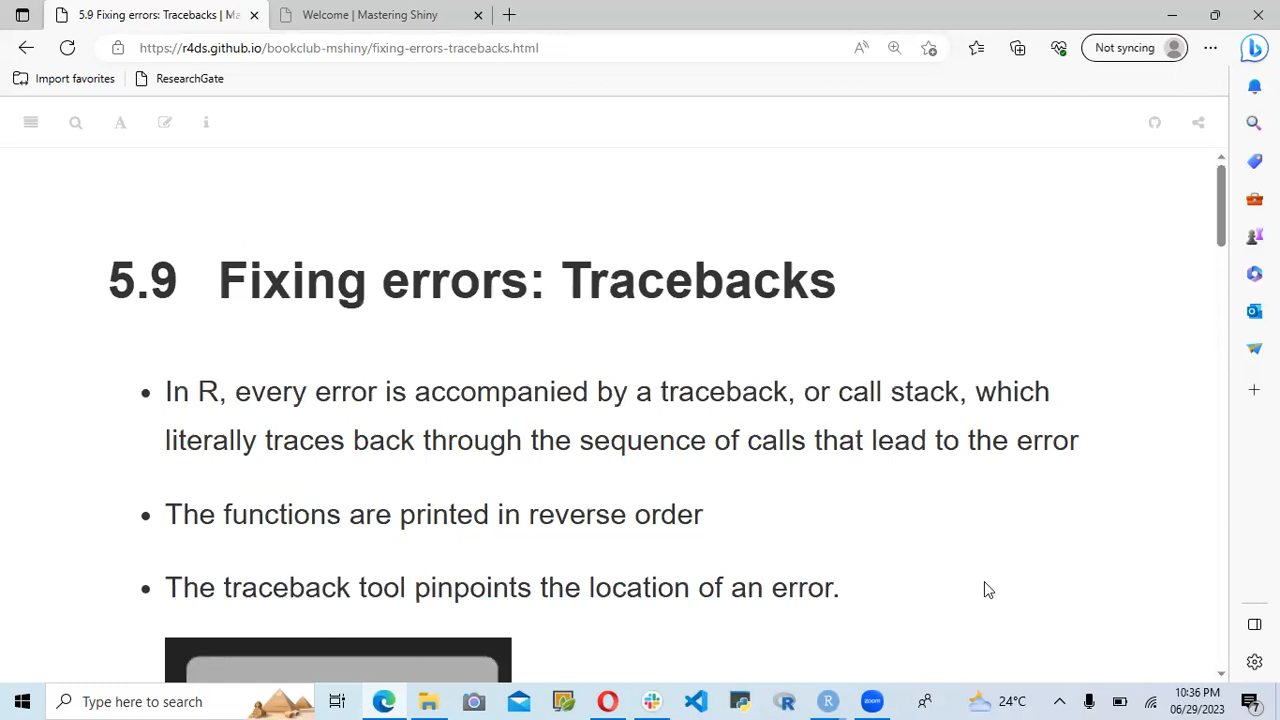 5.9 Fixing errors: Tracebacks | Ma
Welcome | Mastering Shiny
https://r4ds.github.io/bookclub-mshiny/fixing-errors-tracebacks.html
Not syncing
Import favorites
ResearchGate
5.9 Fixing errors: Tracebacks
• In R, every error is accompanied by a traceback, or call stack, which
literally traces back through the sequence of calls that lead to the error
• The functions are printed in reverse order
• The traceback tool pinpoints the location of an error.
Type here to search
zoom
24°C
10:36 PM
06/29/2023
7